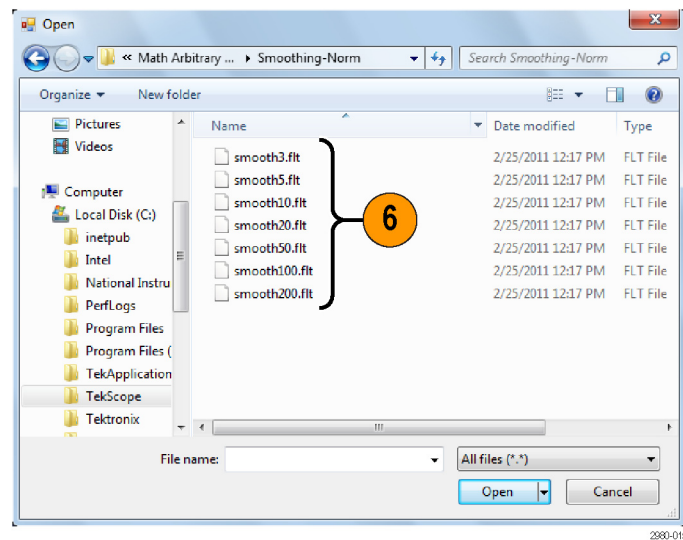 Open
« Math Arbitrary ... ▸ Smoothing-Norm
Search Smoothing-Norm
Organize
New folder
Pictures
Videos
Computer
Local Disk (C:)
inetpub
Intel
National Instru
PerfLogs
Program Files
Program Files (
TekApplication
TekScope
Tektronix
Name
Date modified
Type
smooth3.flt 2/25/2011 12:17 PM FLT File
smooth5.flt 2/25/2011 12:17 PM FLT File
smooth10.flt 2/25/2011 12:17 PM FLT File
smooth20.flt 2/25/2011 12:17 PM FLT File
smooth50.flt 2/25/2011 12:17 PM FLT File
smooth100.flt 2/25/2011 12:17 PM FLT File
smooth200.flt 2/25/2011 12:17 PM FLT File
6
File name:
All files (*.*)
Open
Cancel